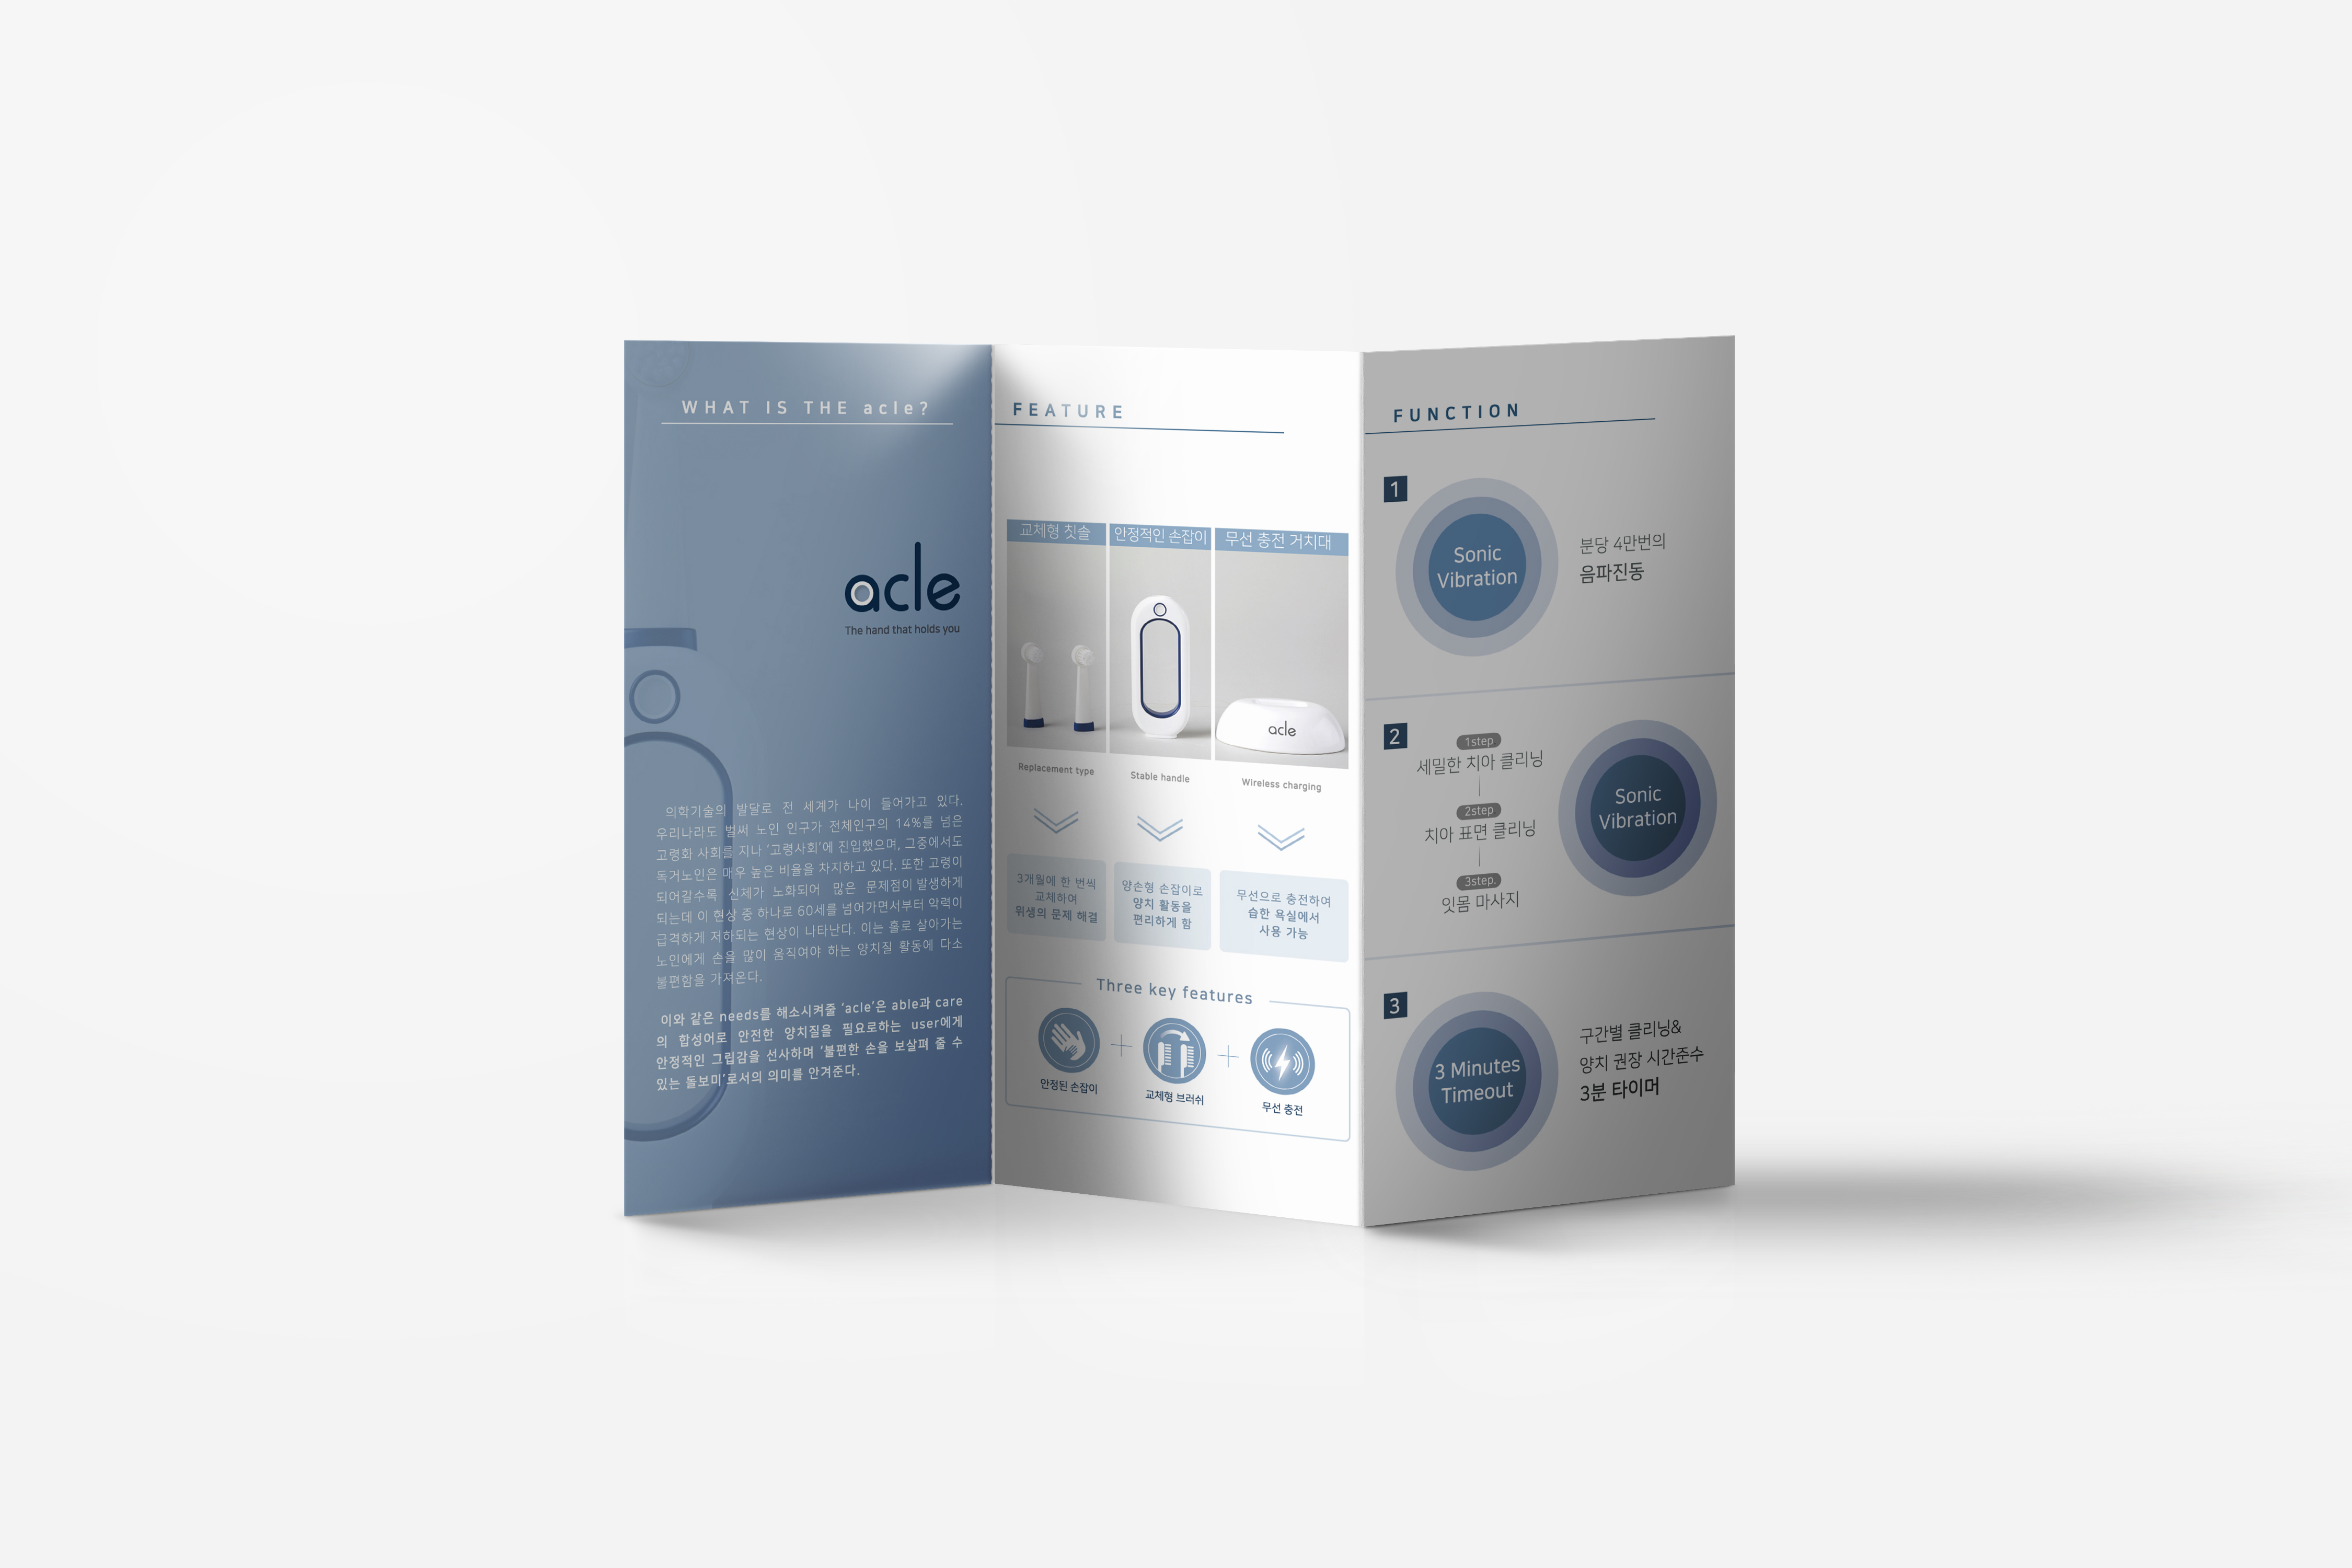 WHAT IS THE acle?
acle
The hand that holds you
의학기술의 발달로 전 세계가 나이 들어가고 있다.
우리나라도 벌써 노인 인구가 전체인구의 14%를 넘은
고령화 사회를 지나 '고령사회'에 진입했으며, 그중에서도
독거노인은 매우 높은 비율을 차지하고 있다. 또한 고령이
되어갈수록 신체가 노화되어 많은 문제점이 발생하게
되는데 이 현상 중 하나로 60세를 넘어가면서부터 악력이
급격하게 저하되는 현상이 나타난다. 이는 홀로 살아가는
노인에게 손을 많이 움직여야 하는 양치질 활동에 다소
불편함을 가져온다.
이와 같은 needs를 해소시켜줄 'acle'은 able과 care
의 합성어로 안전한 양치질을 필요로하는 user에게
안정적인 그립감을 선사하며 '불편한 손을 보살펴 줄 수
있는 돌보미'로서의 의미를 안겨준다.
FEATURE
교체형 칫솔
안정적인 손잡이
무선 충전 거치대
acle
Replacement type
Stable handle
Wireless charging
3개월에 한 번씩
교체하여
위생의 문제 해결
양손형 손잡이로
양치 활동을
편리하게 함
무선으로 충전하여
습한 욕실에서
사용 가능
Three key features
안정된 손잡이
교체형 브러쉬
무선 충전
FUNCTION
1
Sonic
Vibration
분당 4만번의
음파진동
2
1step
세밀한 치아 클리닝
2step
치아 표면 클리닝
3step.
잇몸 마사지
Sonic
Vibration
3
3 Minutes
Timeout
구간별 클리닝&
양치 권장 시간준수
3분 타이머